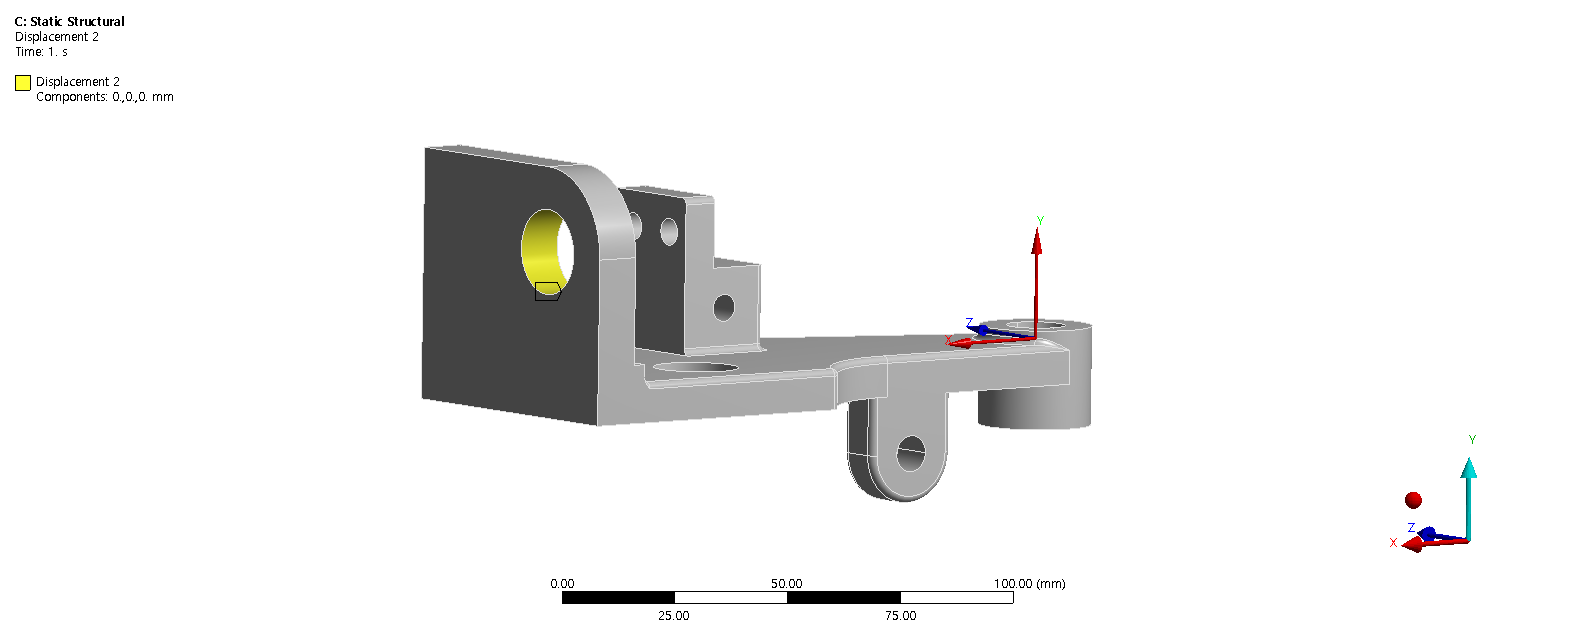 C: Static Structural
Displacement 2
Time: 1. s
Displacement 2
Components: 0.,0.,0. mm
Y
Z
X
Y
Z
X
0.00 50.00 100.00 (mm)
25.00 75.00